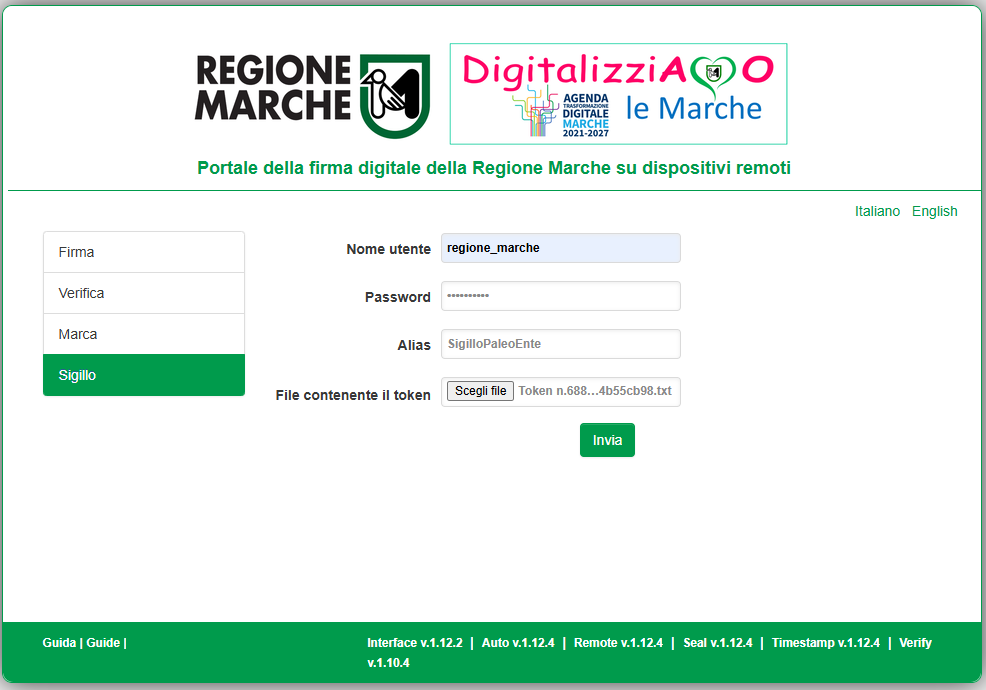 REGIONE
MARCHE
DigitalizziAMO
AGENDA
TRASFORMAZIONE
DIGITALE
MARCHE
2021-2027
le Marche
Portale della firma digitale della Regione Marche su dispositivi remoti
Italiano English
Firma
Verifica
Marca
Sigillo
Nome utente regione_marche
Password ••••••••••
Alias SigilloPaleoEnte
File contenente il token Scegli file Token n.688...4b55cb98.txt
Invia
Guida | Guide |
Interface v.1.12.2 | Auto v.1.12.4 | Remote v.1.12.4 | Seal v.1.12.4 | Timestamp v.1.12.4 | Verify
v.1.10.4